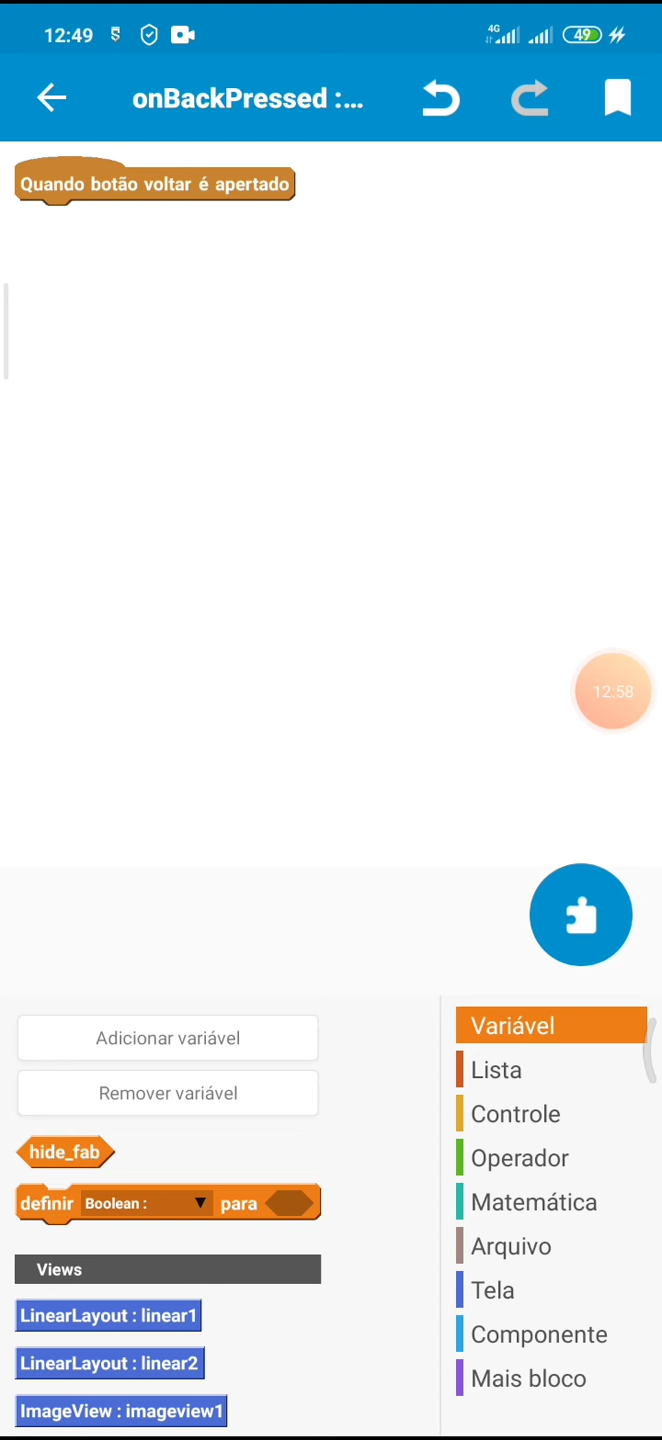 12:49
4G
49
onBackPressed :...
Quando botão voltar é apertado
12:58
Adicionar variável
Remover variável
hide_fab
definir Boolean : ▼ para
Views
LinearLayout : linear1
LinearLayout : linear2
ImageView : imageview1
Variável
Lista
Controle
Operador
Matemática
Arquivo
Tela
Componente
Mais bloco